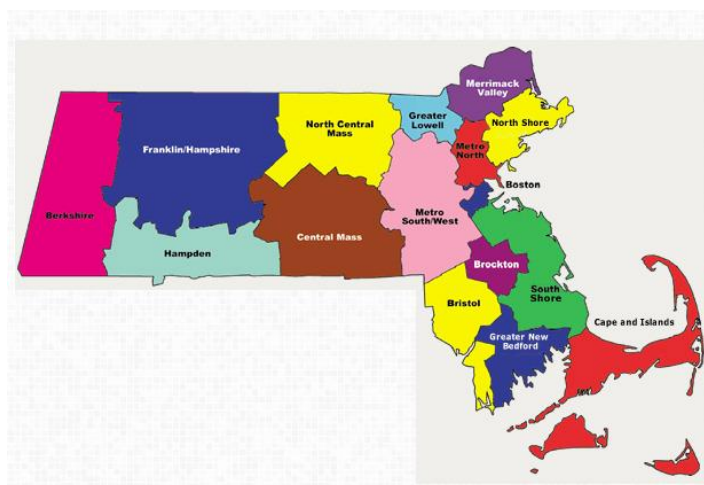 Merrimack
Valley
North Central
Mass
Greater
Lowell
North Shore
Franklin/Hampshire
Metro
North
Boston
Berkshire
Metro
South/West
Central Mass
Hampden
Brockton
South
Shore
Bristol
Cape and Islands
Greater New
Bedford